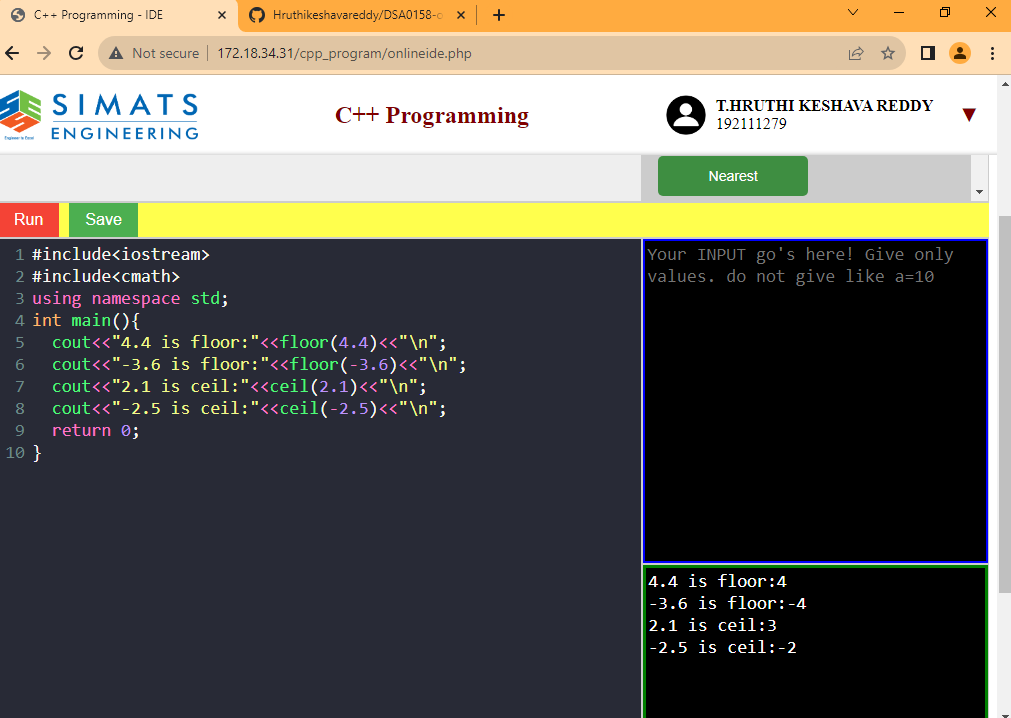 C++ Programming - IDE
Hruthikeshavareddy/DSA0158-
Not secure
172.18.34.31/cpp_program/onlineide.php
SIMATS
ENGINEERING
Engineer to Excel
C++ Programming
T.HRUTHI KESHAVA REDDY
192111279
Nearest
Run
Save
1 #include<iostream>
2 #include<cmath>
3 using namespace std;
4 int main(){
5 cout<<"4.4 is floor:"<<floor(4.4)<<"\n";
6 cout<<"-3.6 is floor:"<<floor(-3.6)<<"\n";
7 cout<<"2.1 is ceil:"<<ceil(2.1)<<"\n";
8 cout<<"-2.5 is ceil:"<<ceil(-2.5)<<"\n";
9 return 0;
10 }
Your INPUT go's here! Give only
values. do not give like a=10
4.4 is floor:4
-3.6 is floor:-4
2.1 is ceil:3
-2.5 is ceil:-2